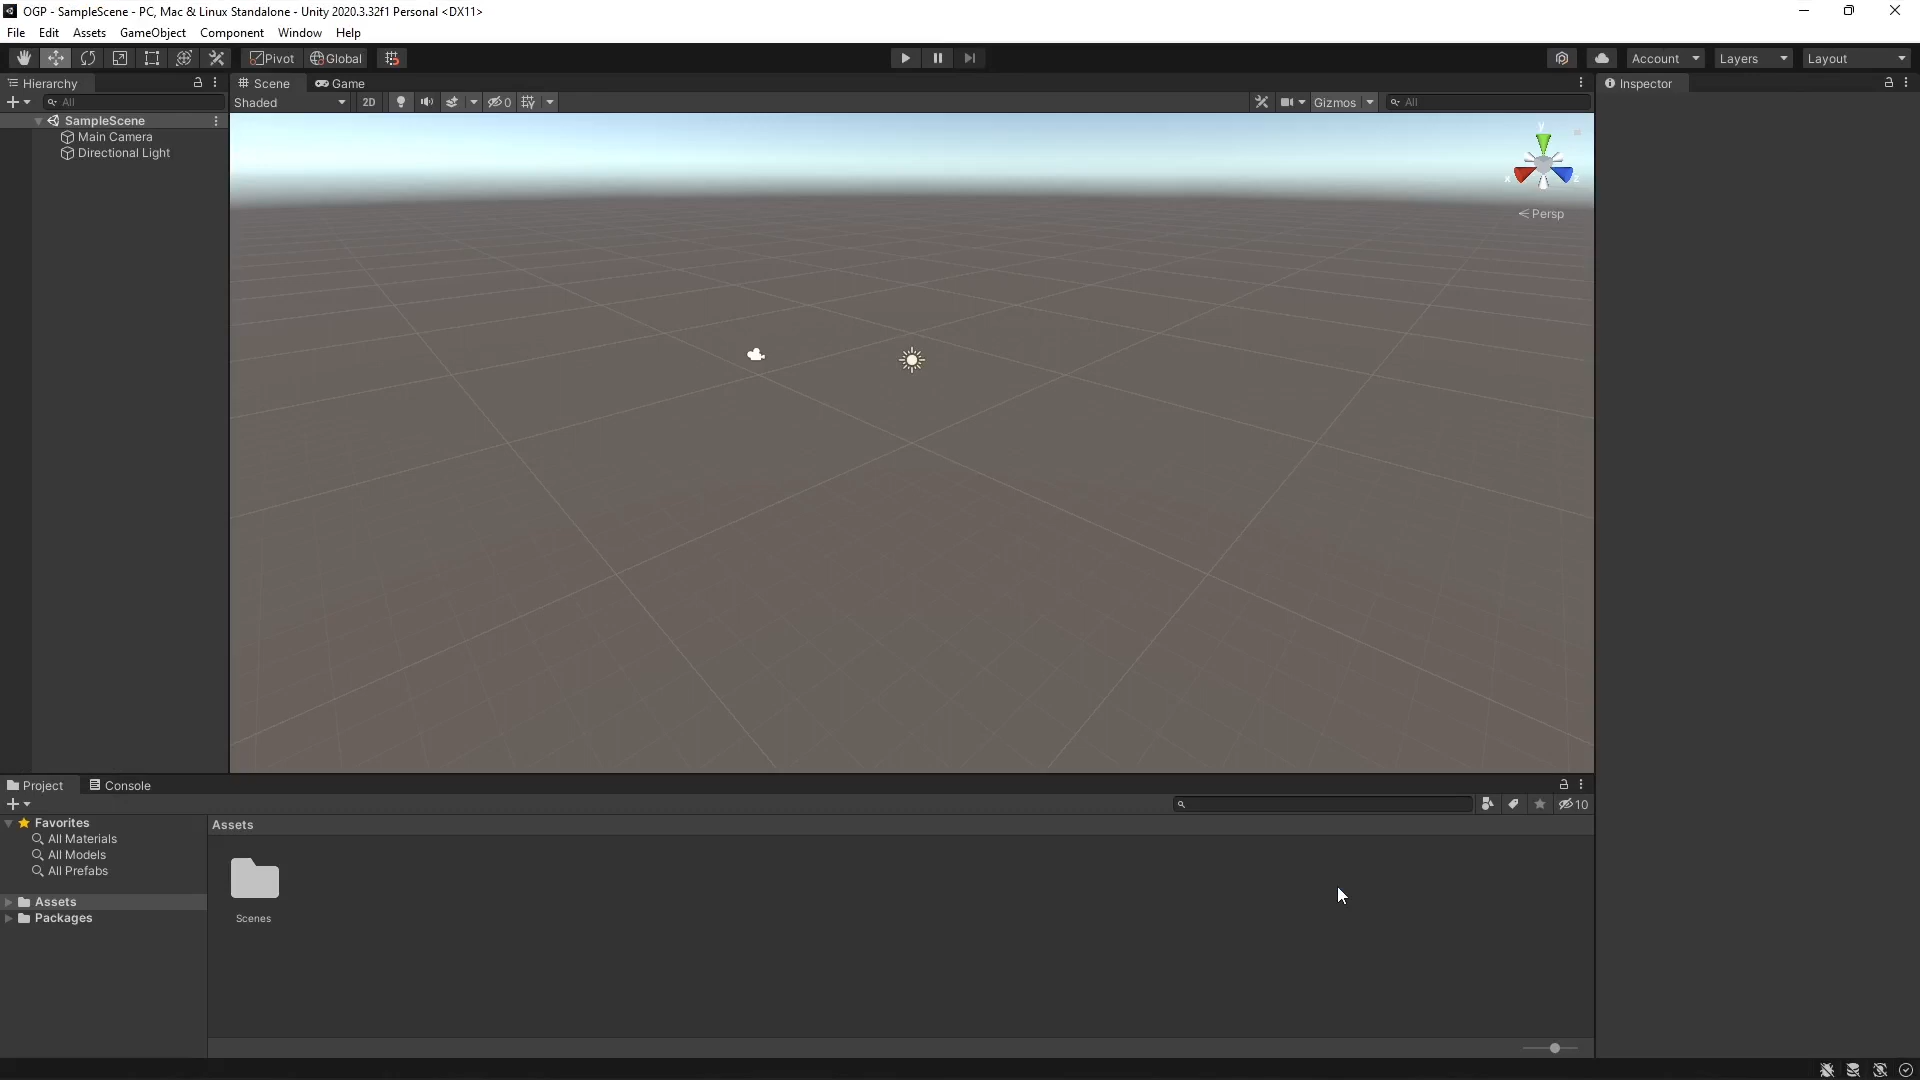 OGP - SampleScene - PC, Mac & Linux Standalone - Unity 2020.3.32f1 Personal <DX11>
File Edit Assets GameObject Component Window Help
Pivot Global Account Layers Layout
Hierarchy Scene Game Inspector
All Shaded 2D 0 Gizmos All
SampleScene
Main Camera
Directional Light
y
x z
Persp
Project Console
10
Favorites Assets
All Materials
All Models
All Prefabs
Assets
Packages
Scenes